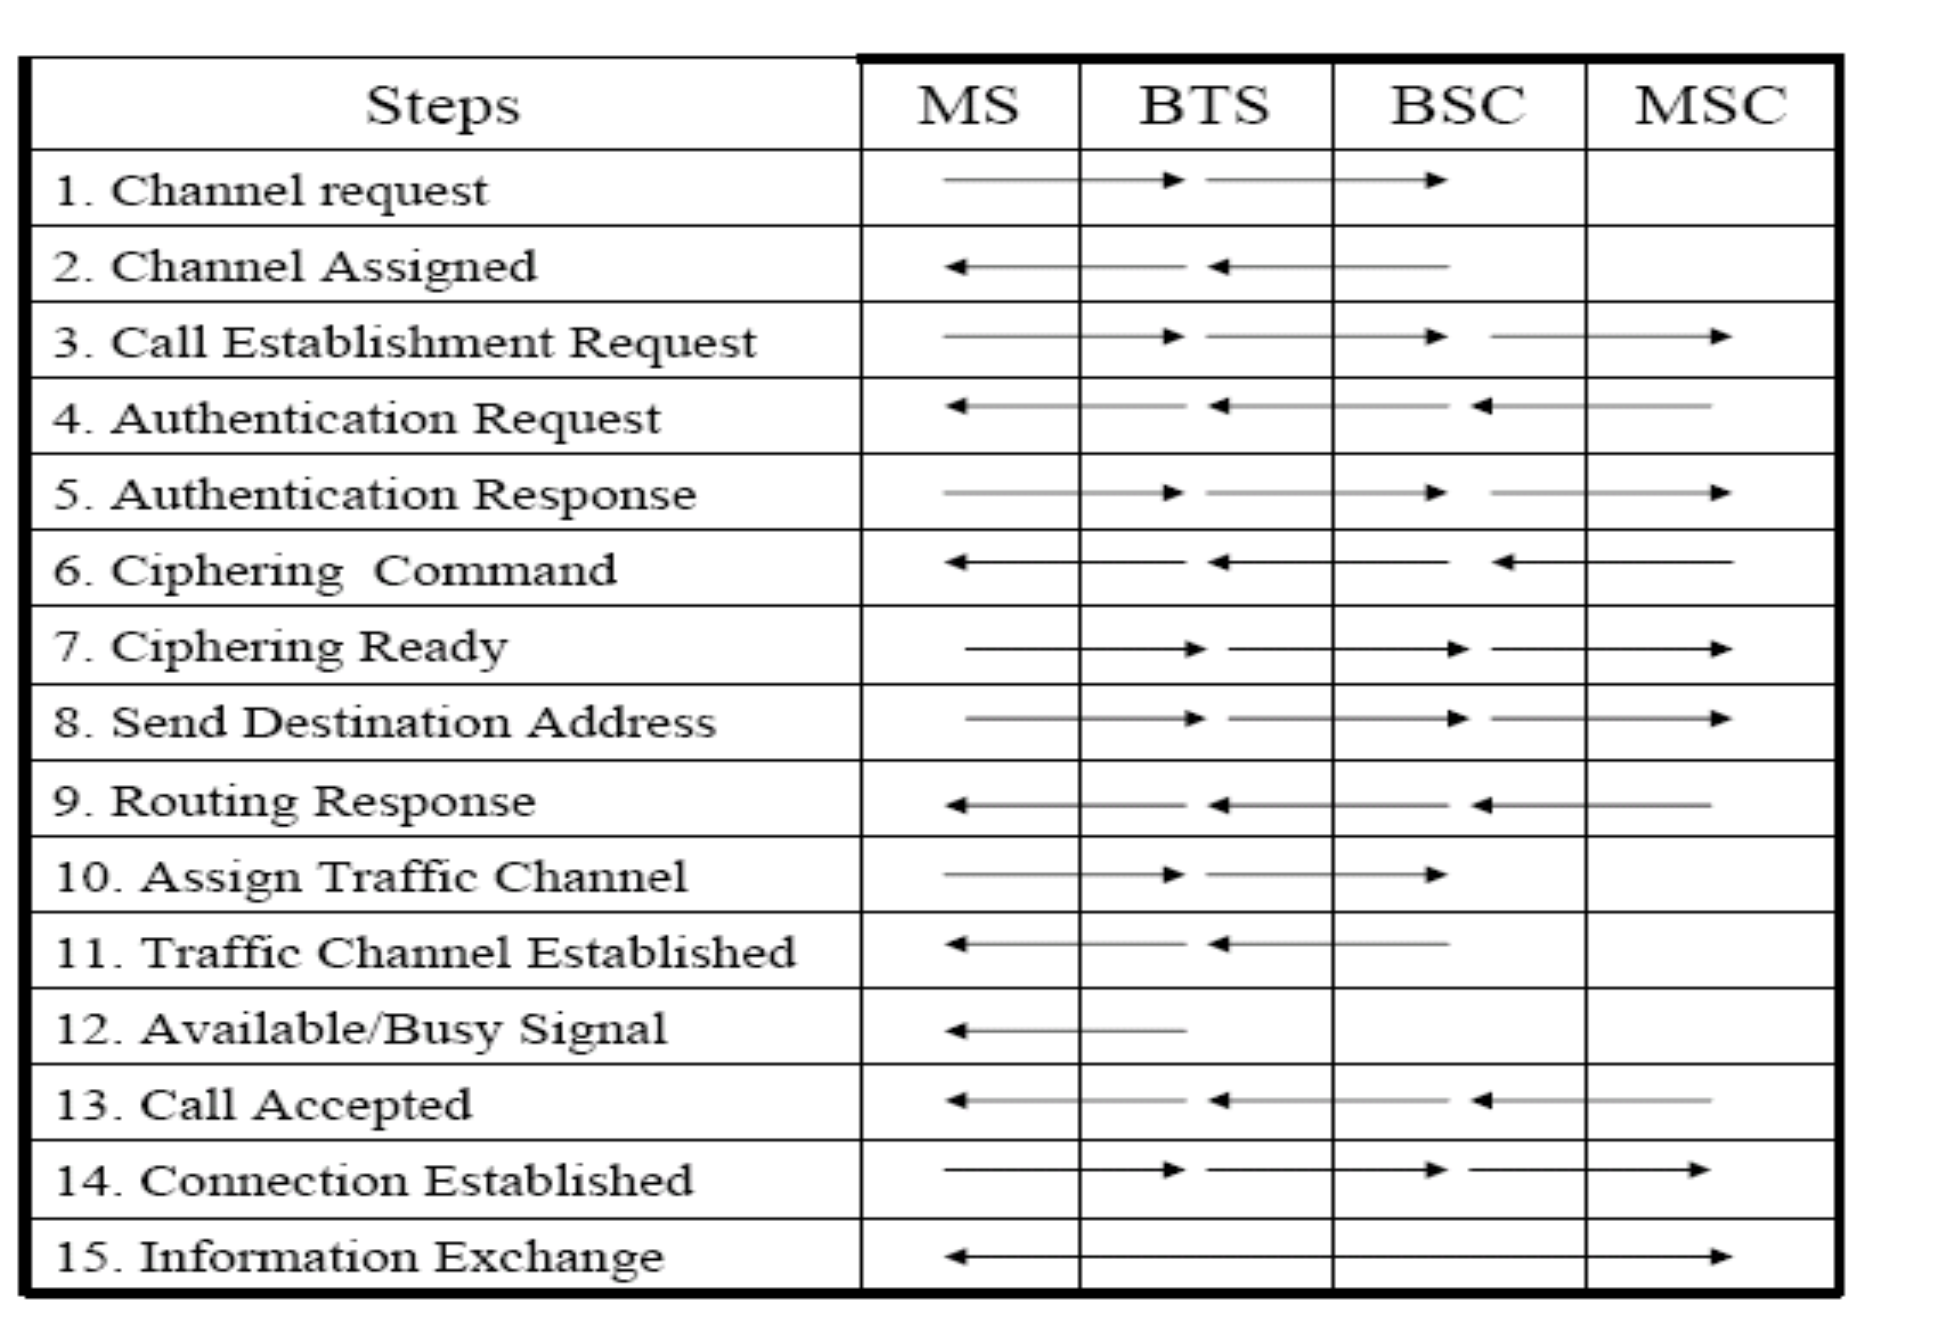 Steps MS BTS BSC MSC
1. Channel request
2. Channel Assigned
3. Call Establishment Request
4. Authentication Request
5. Authentication Response
6. Ciphering Command
7. Ciphering Ready
8. Send Destination Address
9. Routing Response
10. Assign Traffic Channel
11. Traffic Channel Established
12. Available/Busy Signal
13. Call Accepted
14. Connection Established
15. Information Exchange